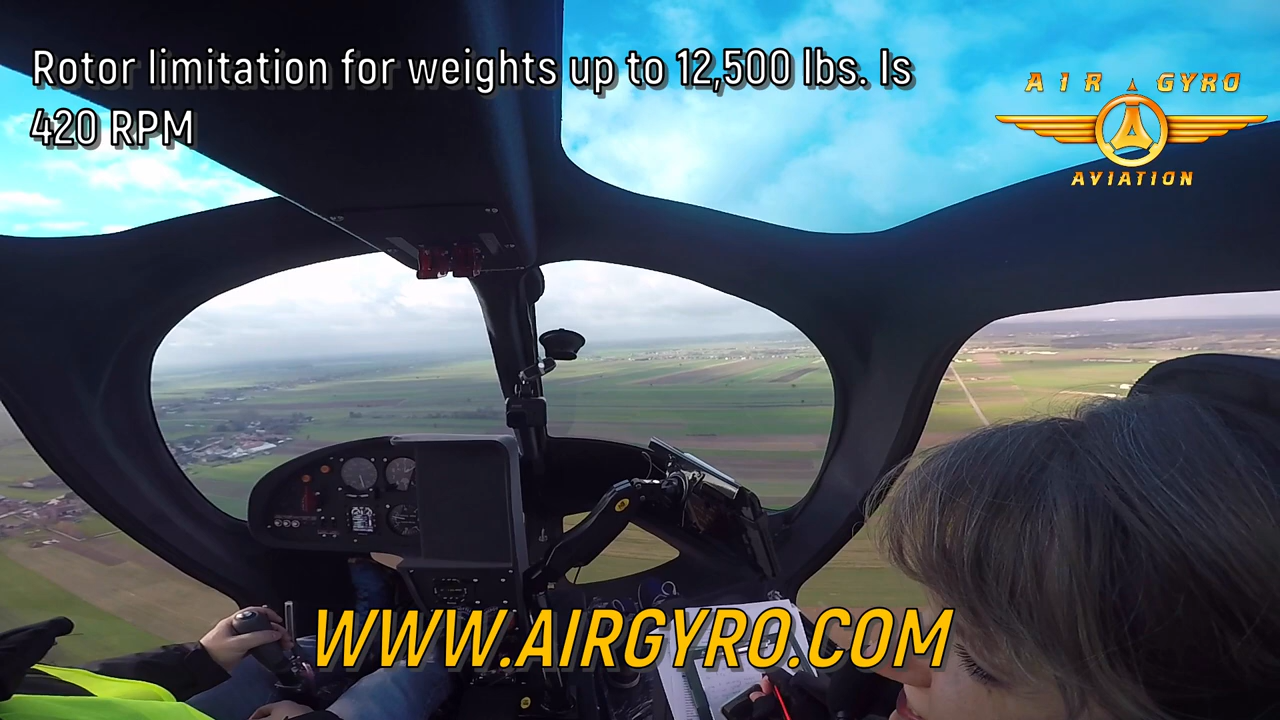 Rotor limitation for weights up to 12,500 lbs. Is
420 RPM
AIR GYRO
AVIATION
WWW.AIRGYRO.COM